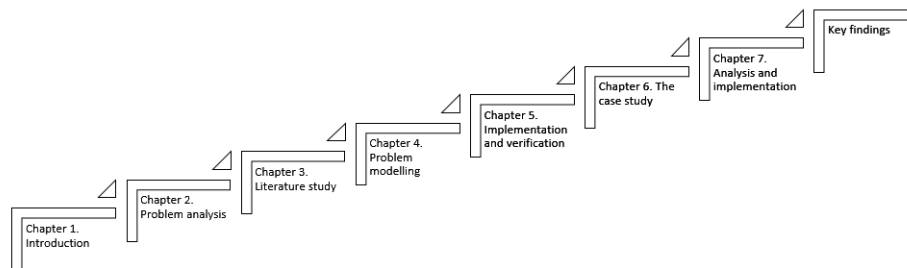 Chapter 1.
Introduction
Chapter 2.
Problem analysis
Chapter 3.
Literature study
Chapter 4.
Problem
modelling
Chapter 5.
Implementation
and verification
Chapter 6. The
case study
Chapter 7.
Analysis and
implementation
Key findings